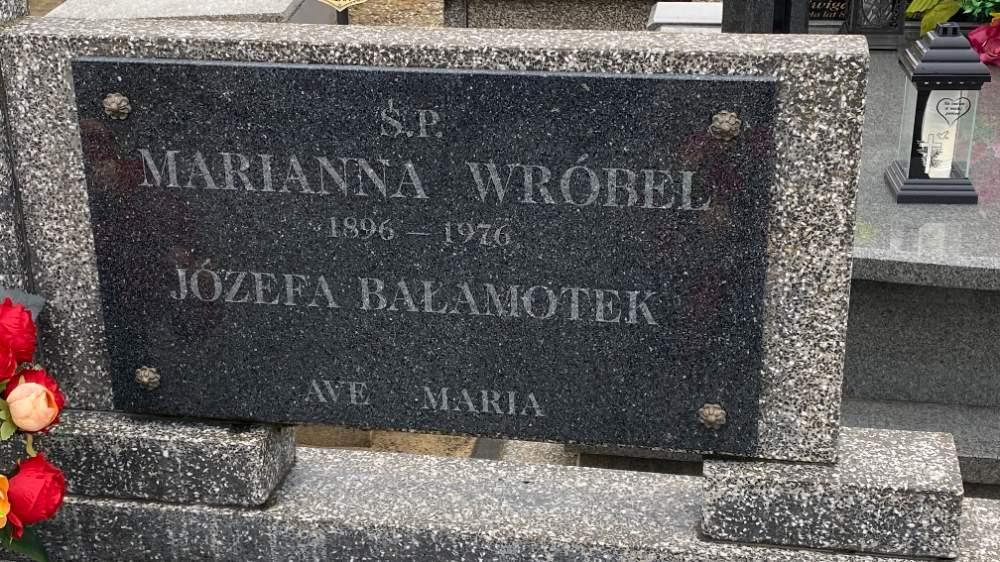 Ś.P.
MARIANNA WRÓBEL
1896 – 1976
JÓZEFA BAŁAMOTEK
AVE MARIA